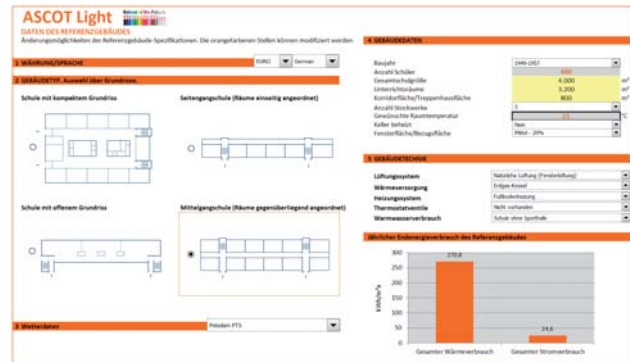 ASCOT Light
DATEN DES REFERENZGEBÄUDES
Änderungsmöglichkeiten der Referenzgebäude-Spezifikationen. Die orangefarbenen Stellen können modifiziert werden.
1 WÄHRUNG/SPRACHE
EURO
German
2 GEBÄUDETYP. Auswahl über Grundrisse.
Schule mit kompaktem Grundriss
Seitengangschule (Räume einseitig angeordnet)
Schule mit offenem Grundriss
Mittelgangschule (Räume gegenüberliegend angeordnet)
3 Wetterdaten
Potsdam PTS
4 GEBÄUDEDATEN
Baujahr
1949-1957
Anzahl Schüler
400
Gesamtschulgröße
4.000
m²
Unterrichtsräume
3.200
m²
Korridorfläche/Treppenhausfläche
800
m²
Anzahl Stockwerke
Gewünschte Raumtemperatur
21
°C
Keller beheizt
Nein
Fensterfläche/Bezugsfläche
Mittel - 20%
5 GEBÄUDETECHNIK
Lüftungssystem
Natürliche Lüftung (Fensterlüftung)
Wärmeversorgung
Erdgas-Kessel
Heizungssystem
Fußbodenheizung
Thermostatventile
Nicht vorhanden
Warmwasserverbrauch
Schule ohne Sporthalle
Jährlicher Endenergieverbrauch des Referenzgebäudes
kWh/m²a
300
250
200
150
100
50
0
270,8
24,6
Gesamter Wärmeverbrauch
Gesamter Stromverbrauch